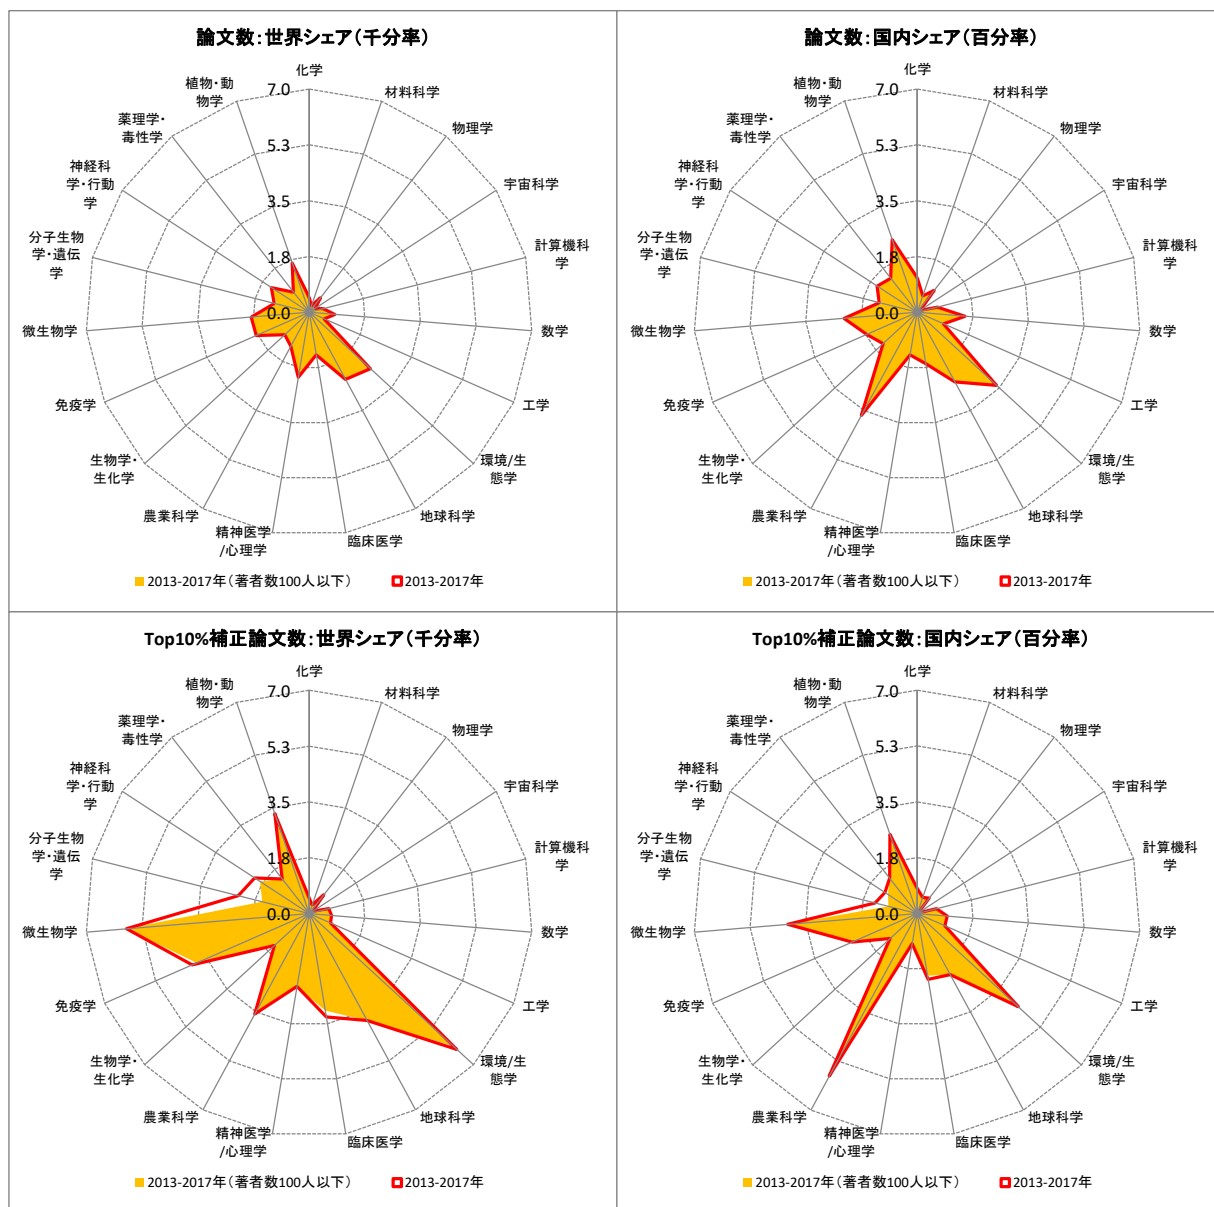 論文数：世界シェア（千分率）
化学
材料科学
物理学
宇宙科学
計算機科
学
数学
工学
環境/生
態学
地球科学
臨床医学
精神医学
/心理学
農業科学
生物学・
生化学
免疫学
微生物学
分子生物
学・遺伝
学
神経科
学・行動
学
薬理学・
毒性学
植物・動
物学
7.0
5.3
3.5
1.8
0.0
2013-2017年（著者数100人以下）
2013-2017年
論文数：国内シェア（百分率）
化学
材料科学
物理学
宇宙科学
計算機科
学
数学
工学
環境/生
態学
地球科学
臨床医学
精神医学
/心理学
農業科学
生物学・
生化学
免疫学
微生物学
分子生物
学・遺伝
学
神経科
学・行動
学
薬理学・
毒性学
植物・動
物学
7.0
5.3
3.5
1.8
0.0
2013-2017年（著者数100人以下）
2013-2017年
Top10%補正論文数：世界シェア（千分率）
化学
材料科学
物理学
宇宙科学
計算機科
学
数学
工学
環境/生
態学
地球科学
臨床医学
精神医学
/心理学
農業科学
生物学・
生化学
免疫学
微生物学
分子生物
学・遺伝
学
神経科
学・行動
学
薬理学・
毒性学
植物・動
物学
7.0
5.3
3.5
1.8
0.0
2013-2017年（著者数100人以下）
2013-2017年
Top10%補正論文数：国内シェア（百分率）
化学
材料科学
物理学
宇宙科学
計算機科
学
数学
工学
環境/生
態学
地球科学
臨床医学
精神医学
/心理学
農業科学
生物学・
生化学
免疫学
微生物学
分子生物
学・遺伝
学
神経科
学・行動
学
薬理学・
毒性学
植物・動
物学
7.0
5.3
3.5
1.8
0.0
2013-2017年（著者数100人以下）
2013-2017年